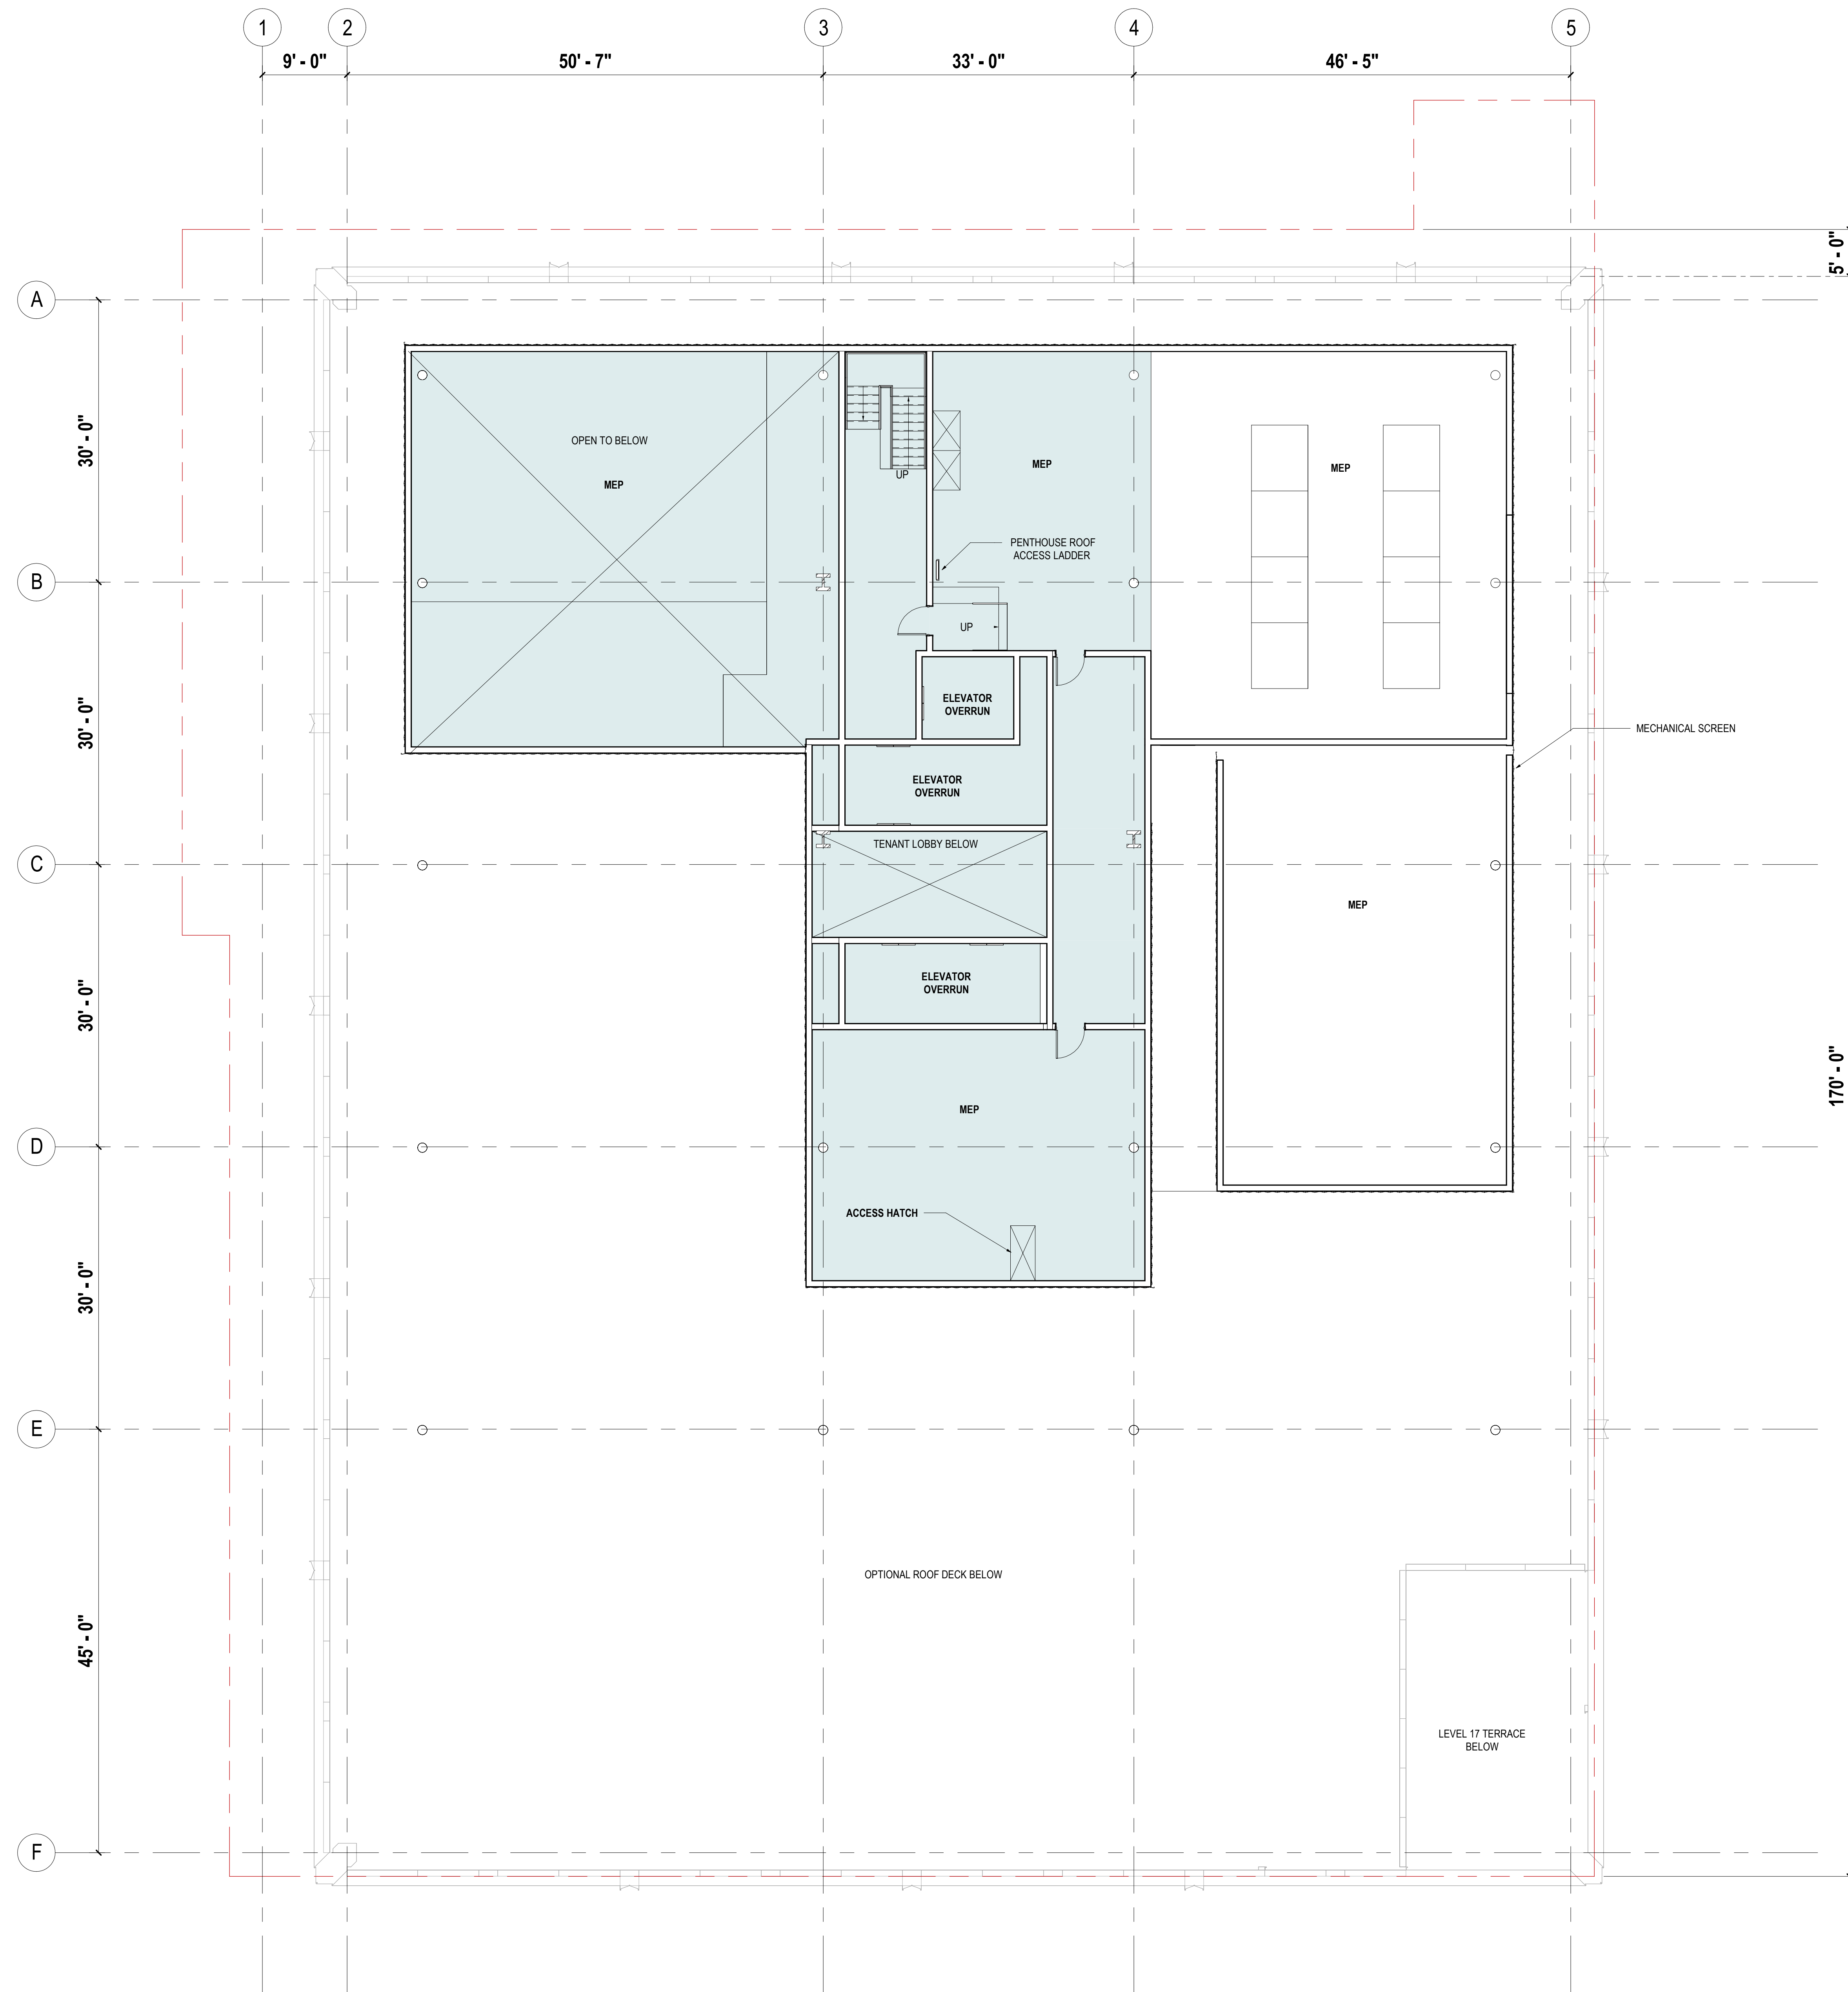 1
2
3
4
5
9' - 0"
50' - 7"
33' - 0"
46' - 5"
5' - 0"
A
30' - 0"
OPEN TO BELOW
MEP
UP
MEP
MEP
PENTHOUSE ROOF
ACCESS LADDER
B
UP
ELEVATOR
OVERRUN
30' - 0"
MECHANICAL SCREEN
ELEVATOR
OVERRUN
TENANT LOBBY BELOW
C
MEP
ELEVATOR
OVERRUN
30' - 0"
170' - 0"
MEP
D
ACCESS HATCH
30' - 0"
E
OPTIONAL ROOF DECK BELOW
45' - 0"
LEVEL 17 TERRACE
BELOW
F